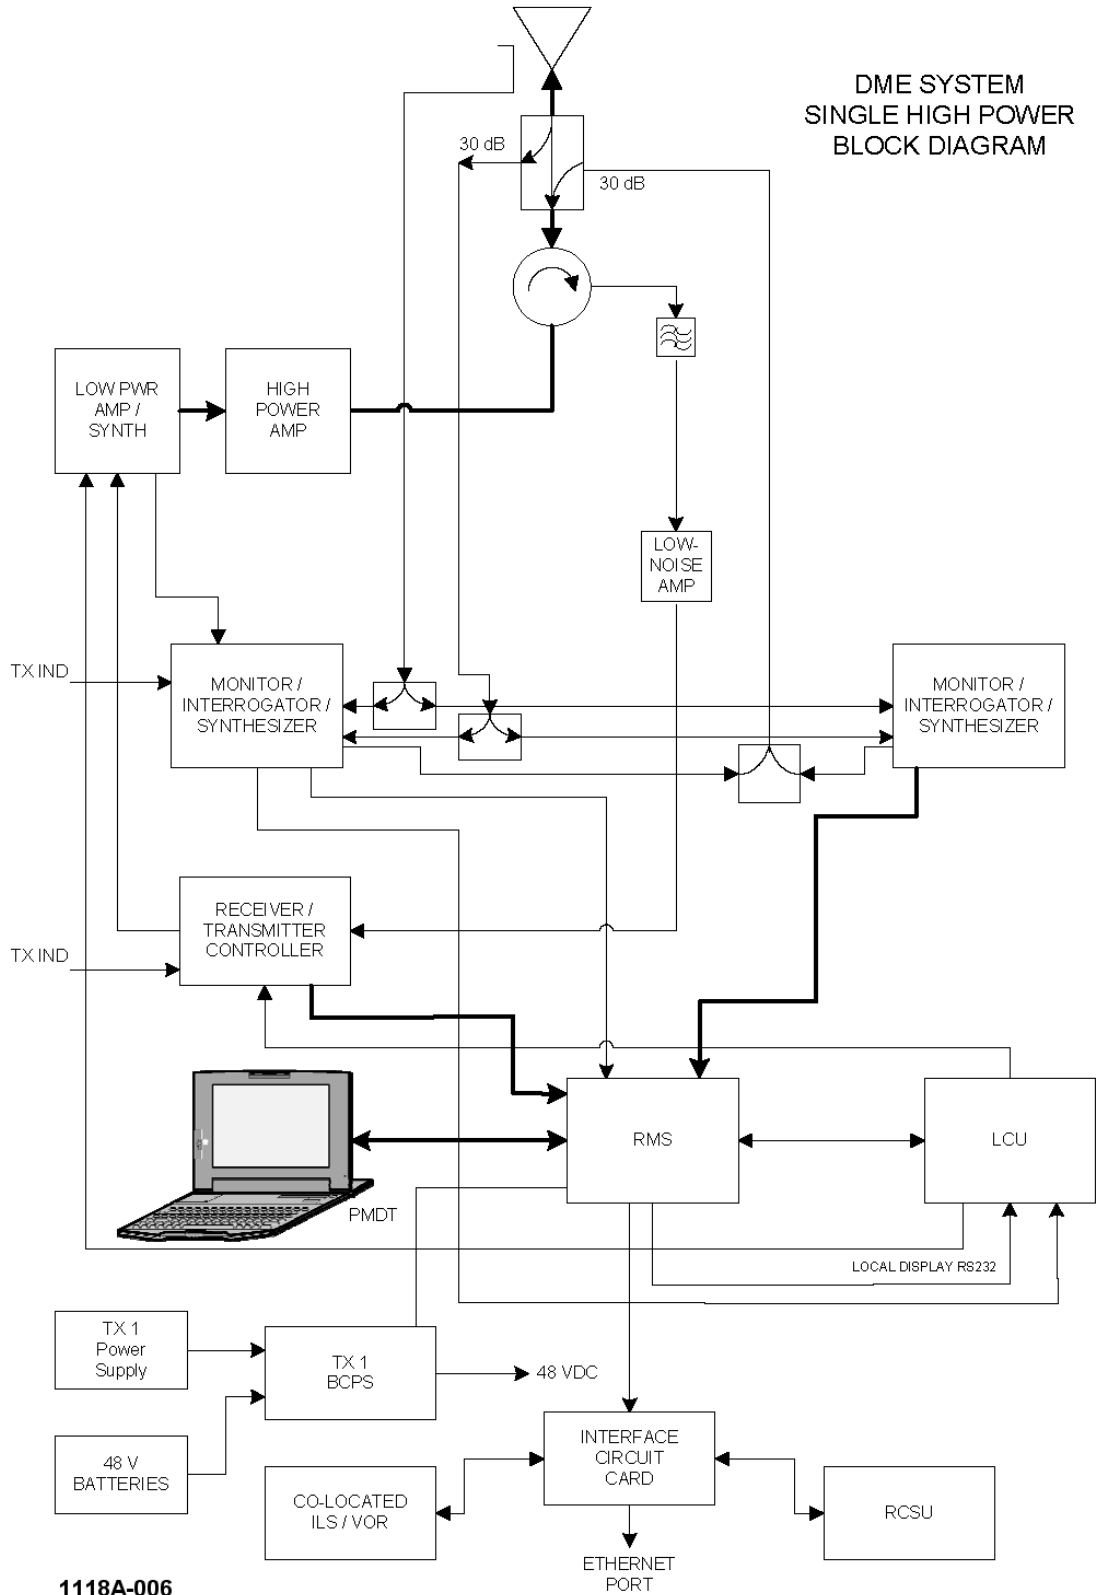 DME SYSTEM
SINGLE HIGH POWER
BLOCK DIAGRAM
30 dB
30 dB
LOW PWR
AMP /
SYNTH
HIGH
POWER
AMP
LOW-
NOISE
AMP
TX IND
MONITOR /
INTERROGATOR /
SYNTHESIZER
MONITOR /
INTERROGATOR /
SYNTHESIZER
RECEIVER /
TRANSMITTER
CONTROLLER
TX IND
RMS
LCU
PMDT
LOCAL DISPLAY RS232
TX 1
Power
Supply
TX 1
BCPS
48 VDC
48 V
BATTERIES
INTERFACE
CIRCUIT
CARD
CO-LOCATED
ILS / VOR
RCSU
ETHERNET
PORT
1118A-006